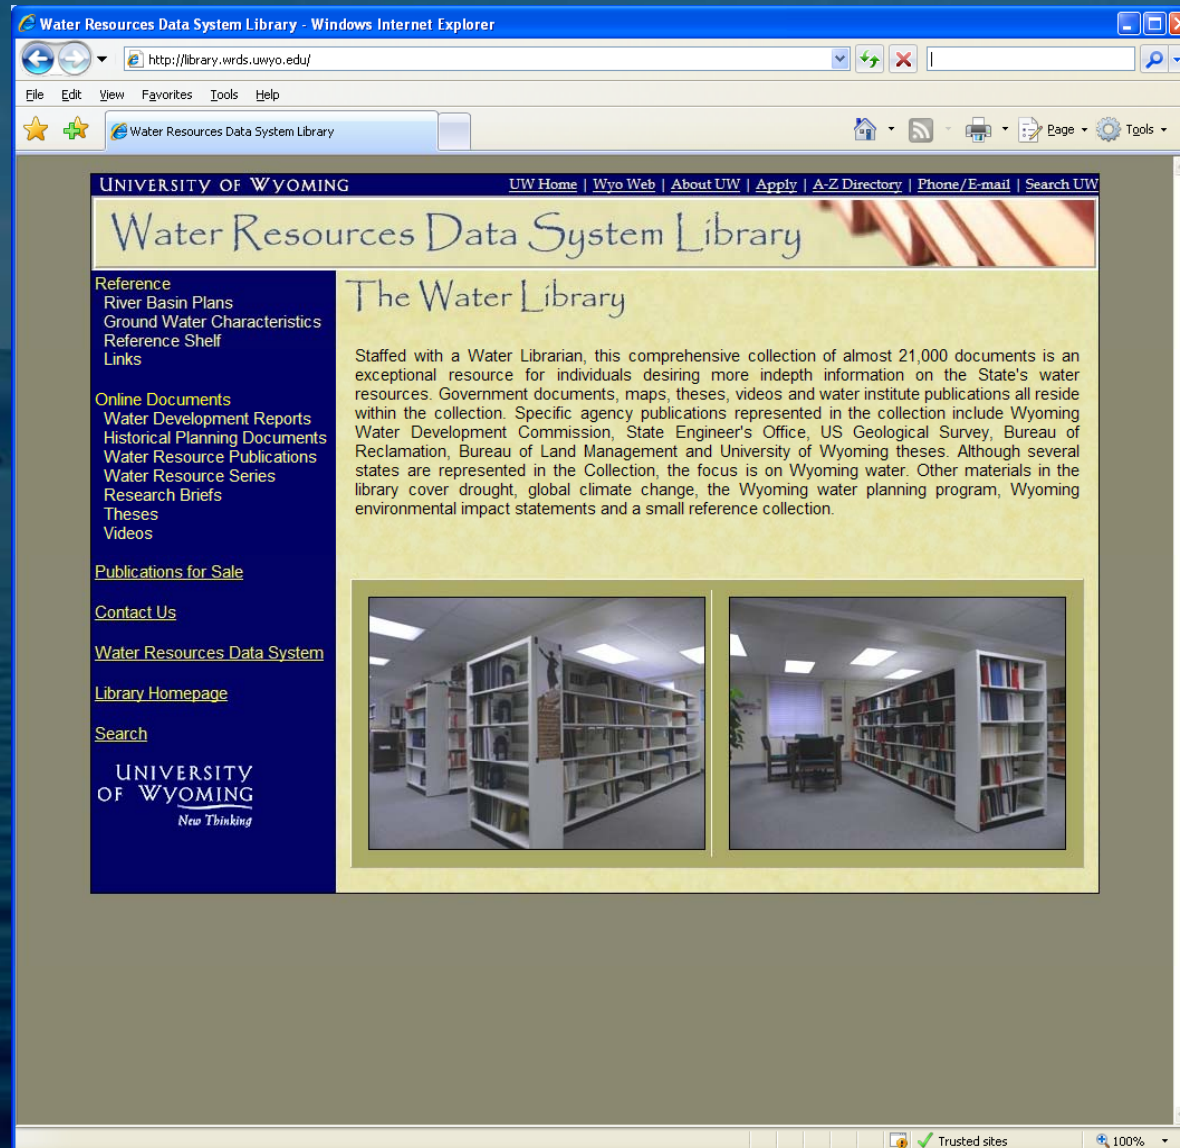 Water Resources Data System Library - Windows Internet Explorer
http://library.wrds.uwyo.edu/
File Edit View Favorites Tools Help
Water Resources Data System Library
Page Tools
UNIVERSITY OF WYOMING
UW Home | Wyo Web | About UW | Apply | A-Z Directory | Phone/E-mail | Search UW
Water Resources Data System Library
Reference
River Basin Plans
Ground Water Characteristics
Reference Shelf
Links
Online Documents
Water Development Reports
Historical Planning Documents
Water Resource Publications
Water Resource Series
Research Briefs
Theses
Videos
Publications for Sale
Contact Us
Water Resources Data System
Library Homepage
Search
UNIVERSITY
OF WYOMING
New Thinking
The Water Library
Staffed with a Water Librarian, this comprehensive collection of almost 21,000 documents is an
exceptional resource for individuals desiring more indepth information on the State's water
resources. Government documents, maps, theses, videos and water institute publications all reside
within the collection. Specific agency publications represented in the collection include Wyoming
Water Development Commission, State Engineer's Office, US Geological Survey, Bureau of
Reclamation, Bureau of Land Management and University of Wyoming theses. Although several
states are represented in the Collection, the focus is on Wyoming water. Other materials in the
library cover drought, global climate change, the Wyoming water planning program, Wyoming
environmental impact statements and a small reference collection.
Trusted sites
100%